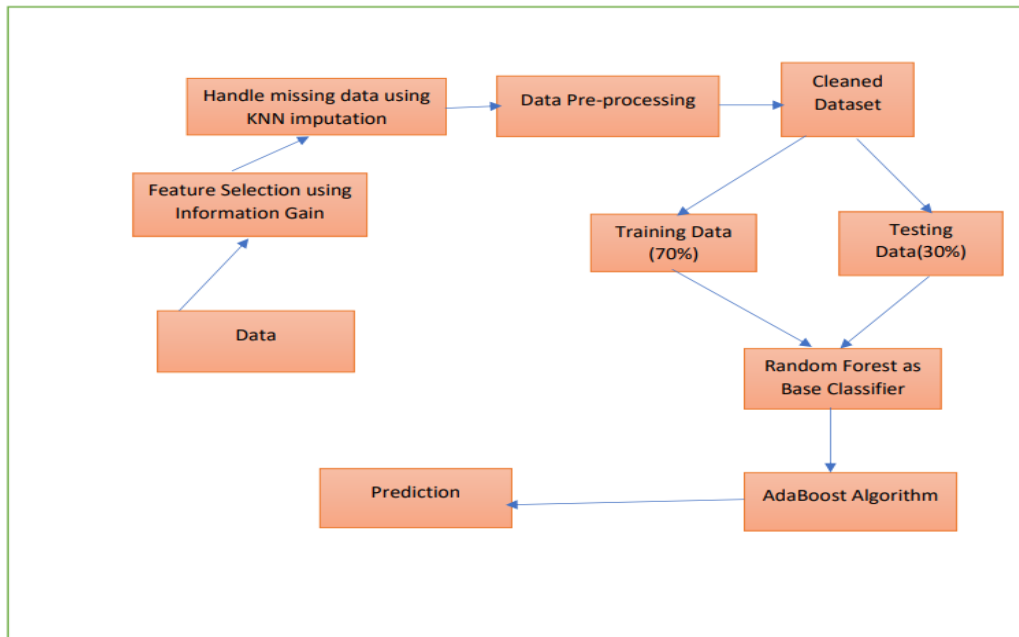 Handle missing data using
KNN imputation
Data Pre-processing
Cleaned
Dataset
Feature Selection using
Information Gain
Training Data
(70%)
Testing
Data(30%)
Data
Random Forest as
Base Classifier
Prediction
AdaBoost Algorithm